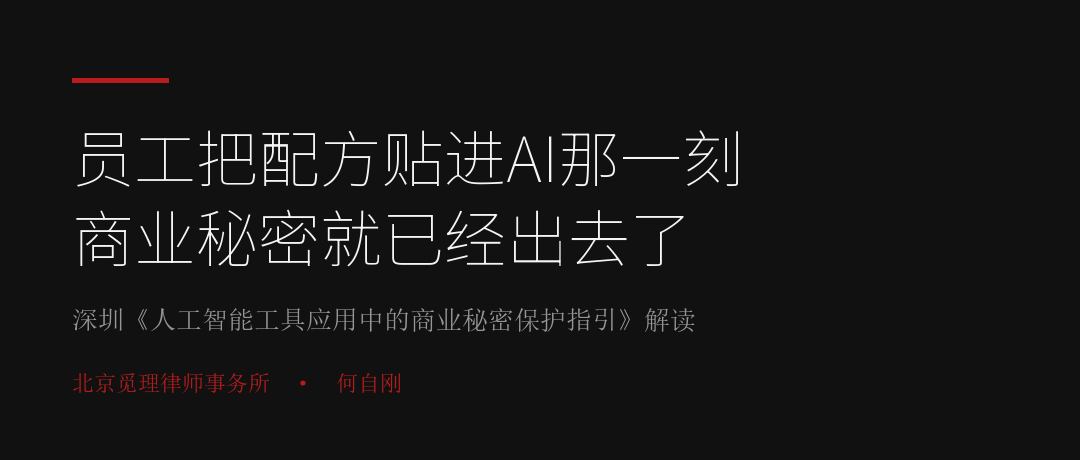 员工把配方贴进AI那一刻
商业秘密就已经出去了
深圳《人工智能工具应用中的商业秘密保护指引》解读
北京觅理律师事务所 • 何自刚